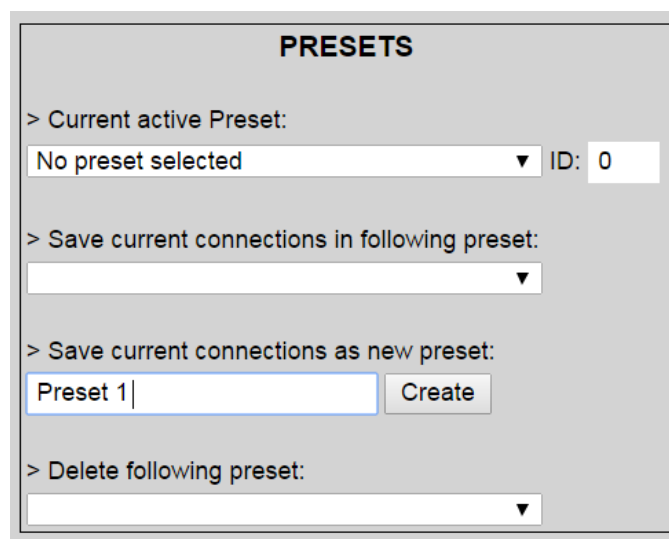 PRESETS
> Current active Preset:
No preset selected ▼ ID: 0
> Save current connections in following preset:
▼
> Save current connections as new preset:
Preset 1 Create
> Delete following preset:
▼